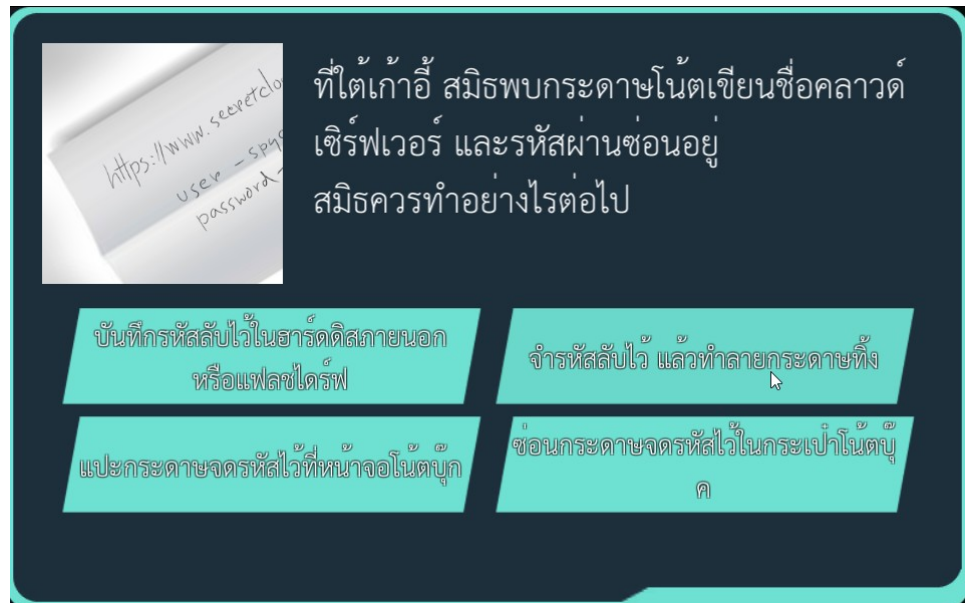 https://www.secretclo
user - spys
password-
ที่ใต้เก้าอี้ สมิธพบกระดาษโน้ตเขียนชื่อคลาวด์
เซิร์ฟเวอร์ และรหัสผ่านซ่อนอยู่
สมิธควรทำอย่างไรต่อไป
บันทึกรหัสลับไว้ในฮาร์ดดิสภายนอก
หรือแฟลชไดร์ฟ
จำรหัสลับไว้ แล้วทำลายกระดาษทิ้ง
แปะกระดาษจดรหัสไว้ที่หน้าจอโน้ตบุ๊ก
ซ่อนกระดาษจดรหัสไว้ในกระเป๋าโน้ตบุ๊
ค